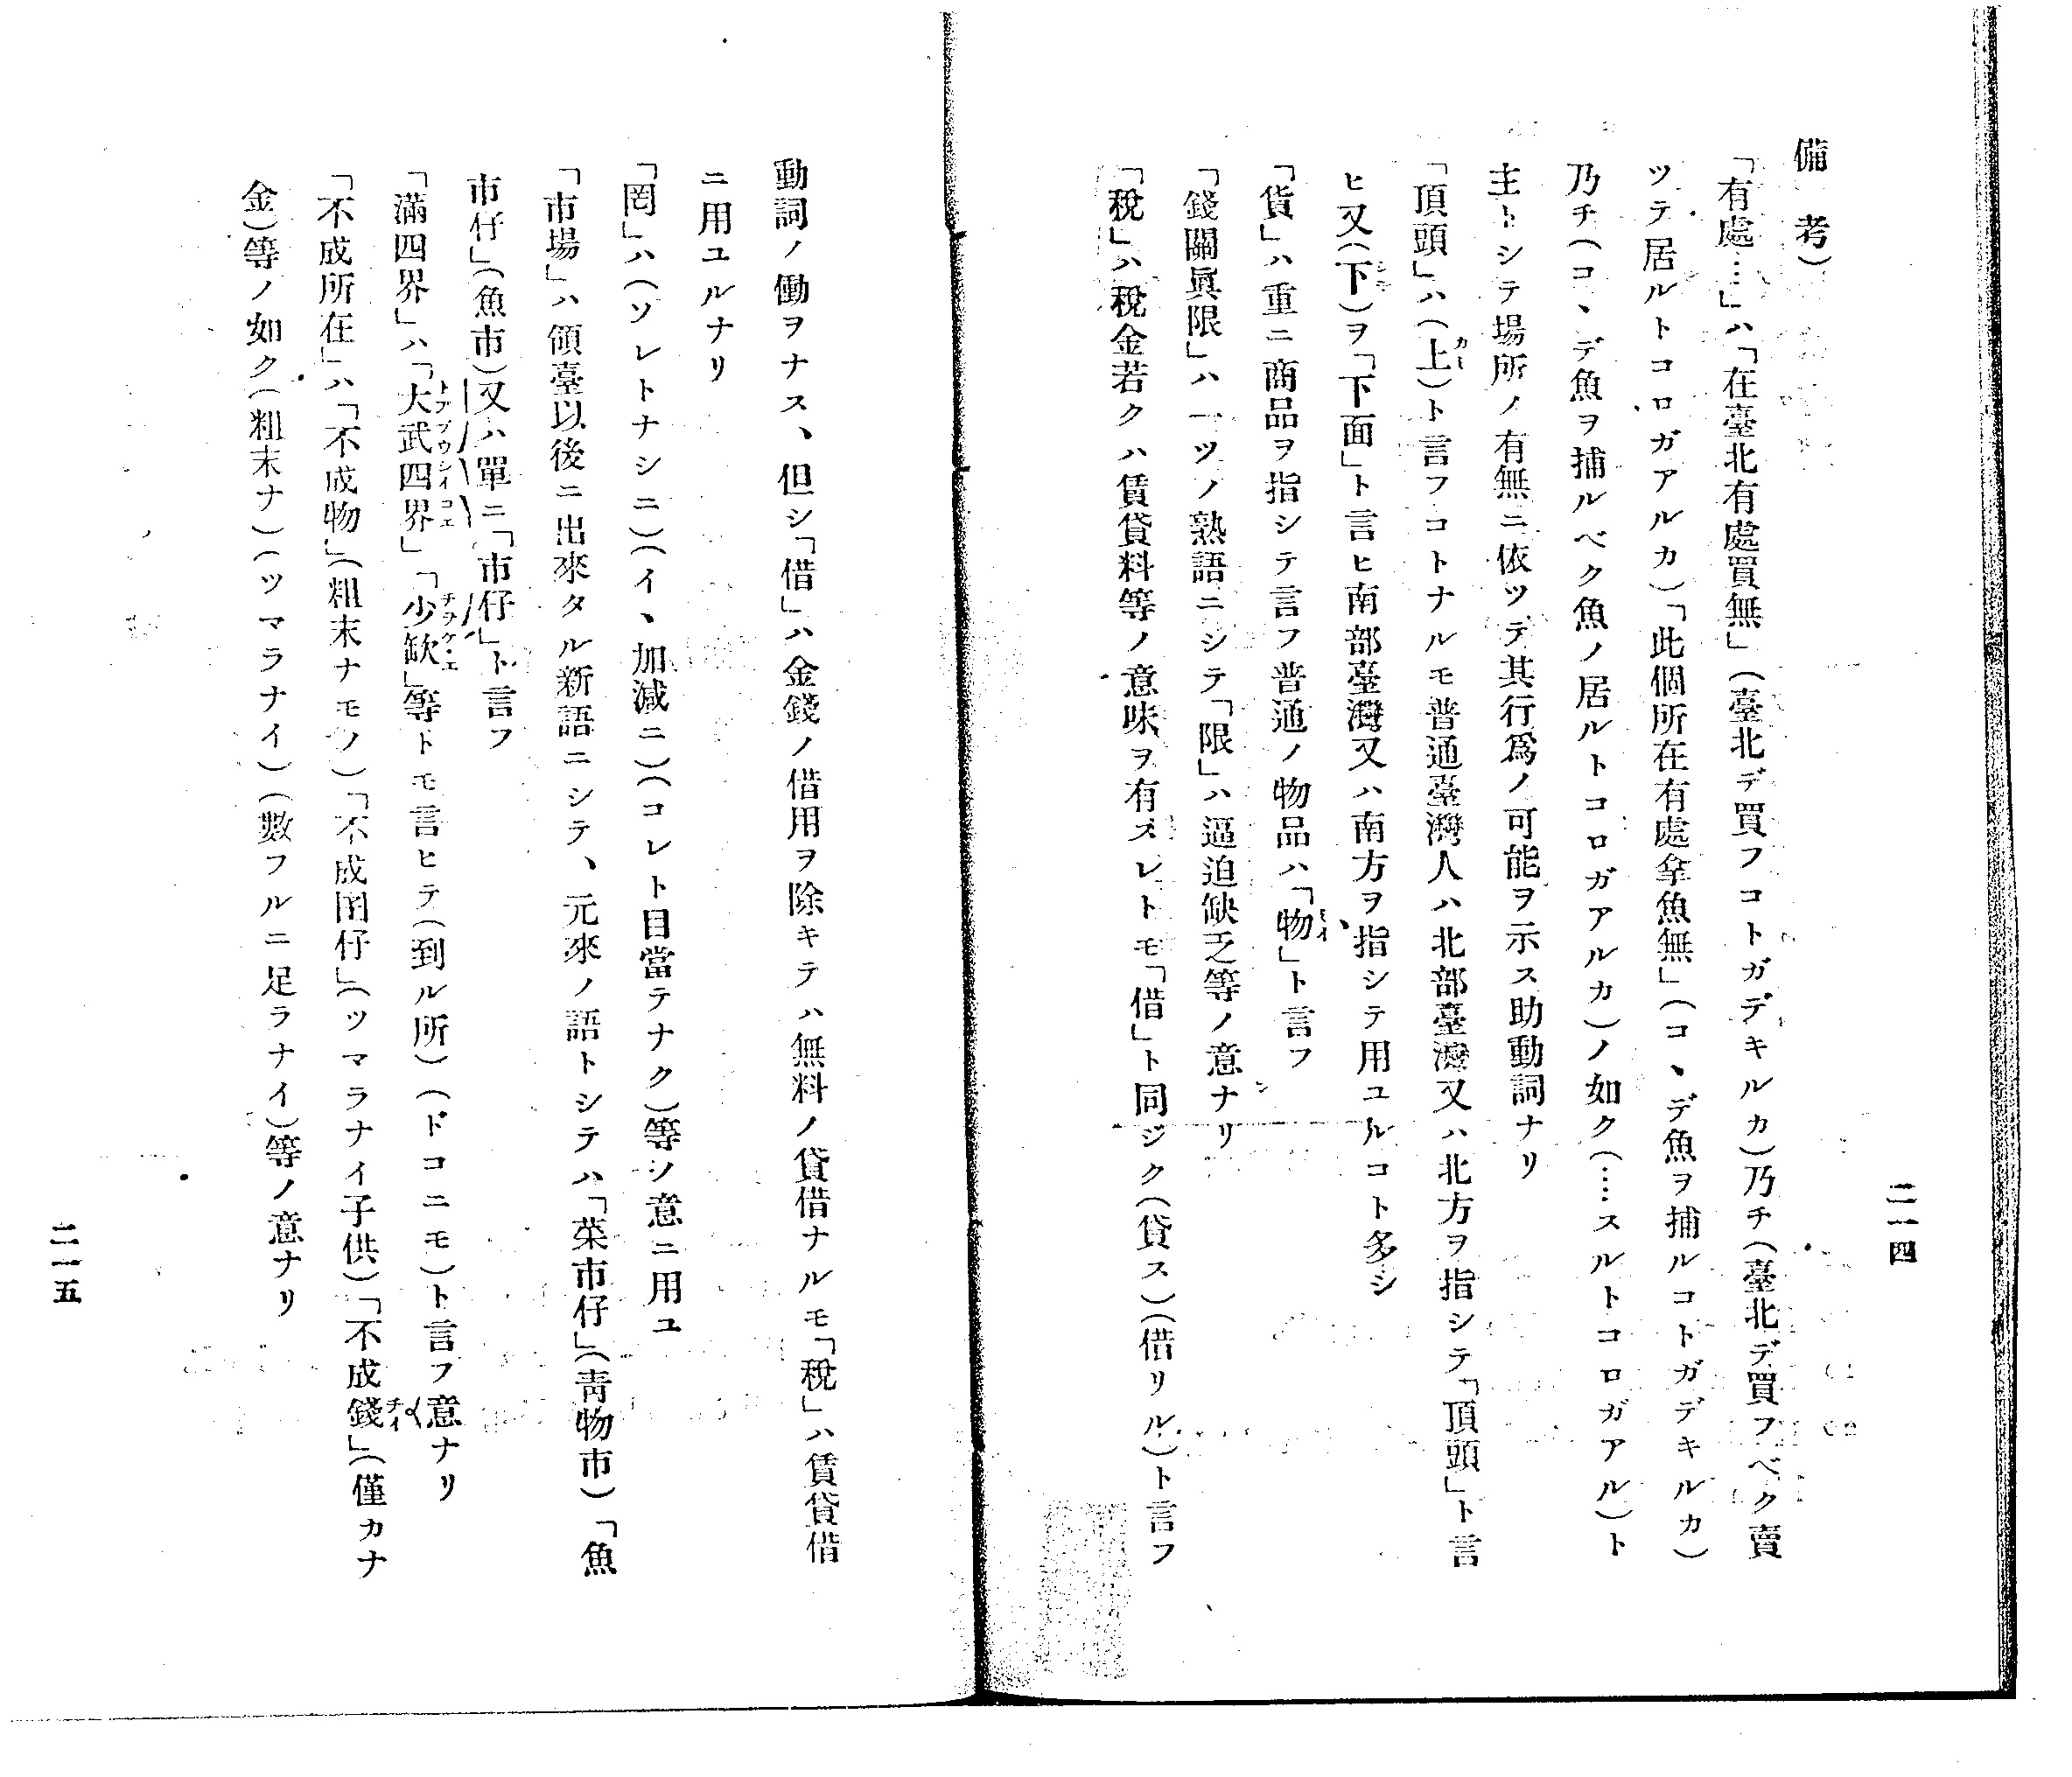 備考)
「有處…」ハ「在臺北有處買無」(臺北デ買フコトガデキルカ)乃チ(臺北デ買フベク賣
ツテ居ルトコロガアルカ)「此個所在有處拿魚無」(コヽデ魚ヲ捕ルコトガデキルカ)
乃チ(コヽデ魚ヲ捕ルベク魚ノ居ルトコロガアルカ)ノ如ク(……スルトコロガアル)ト
主トシテ場所ノ有無ニ依ツテ其行爲ノ可能ヲ示ス助動詞ナリ
「頂頭」ハ(上)ト言フコトナルモ普通臺灣人ハ北部臺灣又ハ北方ヲ指シテ「頂頭」ト言
ヒ又(下)ヲ「下面」ト言ヒ南部臺灣又ハ南方ヲ指シテ用ユルコト多シ
「貨」ハ重ニ商品ヲ指シテ言フ普通ノ物品ハ「物」ト言フ
「錢關眞限」ハ一ツノ熟語ニシテ「限」ハ逼迫缺乏等ノ意ナリ
「稅」ハ稅金若クハ賃貸料等ノ意味ヲ有スレトモ「借」ト同ジク(貸ス)(借リル)ト言フ
二一四
動詞ノ働ヲナス、但シ「借」ハ金錢ノ借用ヲ除キテハ無料ノ貸借ナルモ「稅」ハ賃貸借
ニ用ユルナリ
「罔」ハ(ソレトナシニ)(イヽ加減ニ)(コレト目當テナク)等ノ意ニ用ユ
「市場」ハ領臺以後ニ出來タル新語ニシテ、元來ノ語トシテハ「菜市仔」(靑物市)「魚
市仔」(魚市)又ハ單ニ「市仔」ト言フ
「滿四界」ハ「大武四界」「少缺」等トモ言ヒテ(到ル所)(ドコニモ)ト言フ意ナリ
「不成所在」ハ「不成物」(粗末ナモノ)「不成囝仔」(ツマラナイ子供)「不成錢」(僅カナ
金)等ノ如ク(粗末ナ)(ツマラナイ)(數フルニ足ラナイ)等ノ意ナリ
二一五